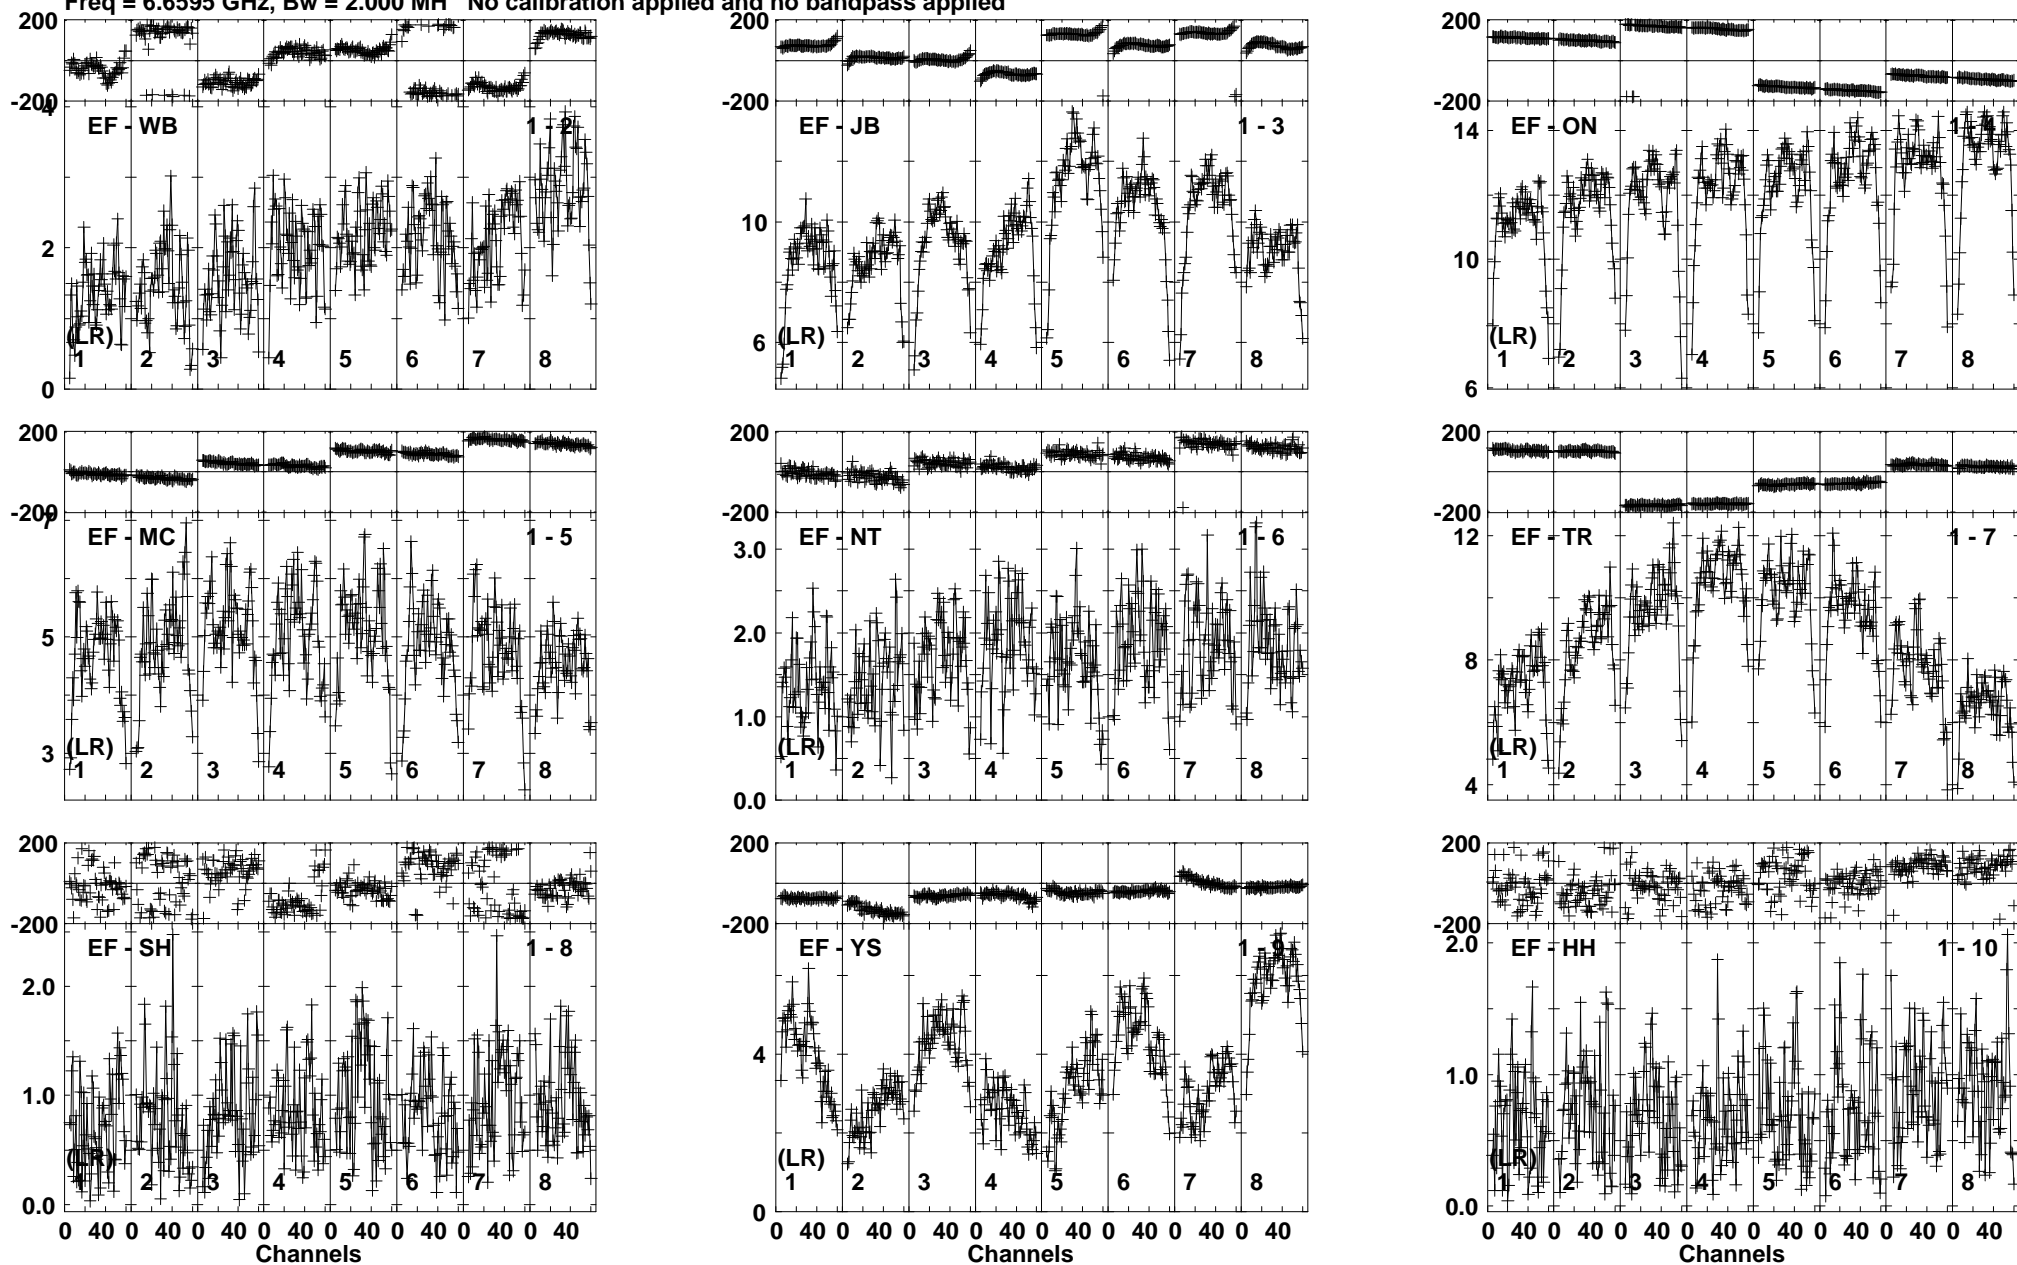 Freq = 6.6595 GHz, Bw = 2.000 MH No calibration applied and no bandpass applied
200
-200
4
2
0
EF - WB
1 - 2
(LR)
1 2 3 4 5 6 7 8
200
-200
10
6
EF - JB
1 - 3
(LR)
1 2 3 4 5 6 7 8
200
-200
14
10
6
EF - ON
1 - 4
(LR)
1 2 3 4 5 6 7 8
200
-200
7
5
3
EF - MC
1 - 5
(LR)
1 2 3 4 5 6 7 8
200
-200
3.0
2.0
1.0
0.0
EF - NT
1 - 6
(LR)
1 2 3 4 5 6 7 8
200
-200
12
8
4
EF - TR
1 - 7
(LR)
1 2 3 4 5 6 7 8
200
-200
2.0
1.0
0.0
EF - SH
1 - 8
(LR)
1 2 3 4 5 6 7 8
0 40 0 40 0 40 0 40 0 40 0 40 0 40 0 40
Channels
200
-200
4
0
EF - YS
1 - 9
(LR)
1 2 3 4 5 6 7 8
0 40 0 40 0 40 0 40 0 40 0 40 0 40 0 40
Channels
200
-200
2.0
1.0
0.0
EF - HH
1 - 10
(LR)
1 2 3 4 5 6 7 8
0 40 0 40 0 40 0 40 0 40 0 40 0 40 0 40
Channels